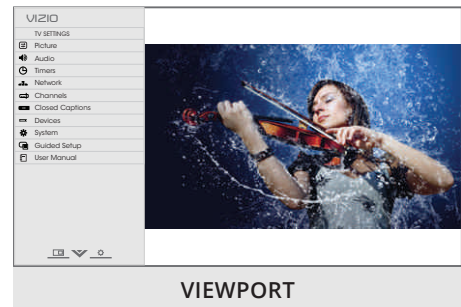 VIZIO
TV SETTINGS
Picture
Audio
Timers
Network
Channels
Closed Captions
Devices
System
Guided Setup
User Manual
VIEWPORT